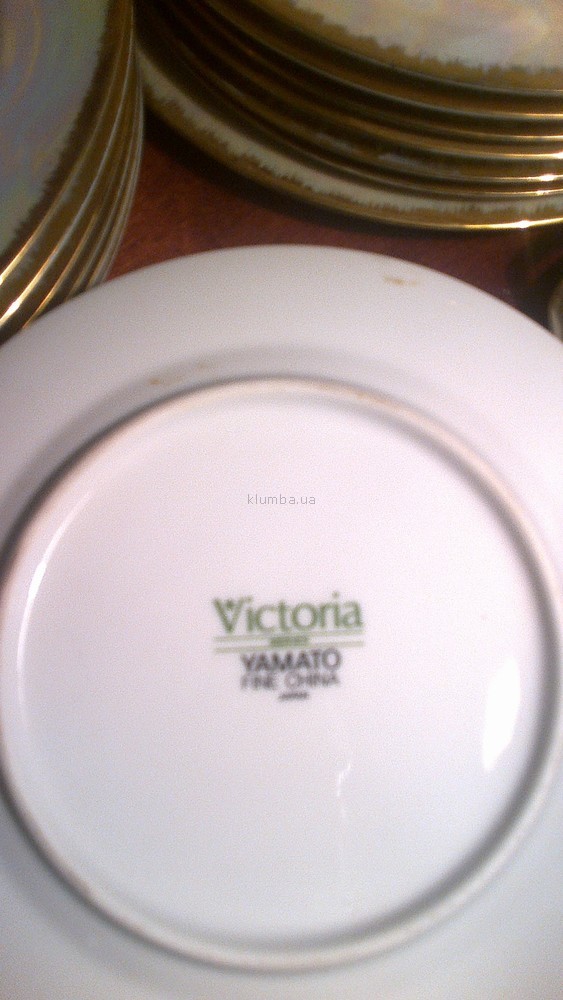 klumba.ua
Victoria
YAMATO
FINE CHINA